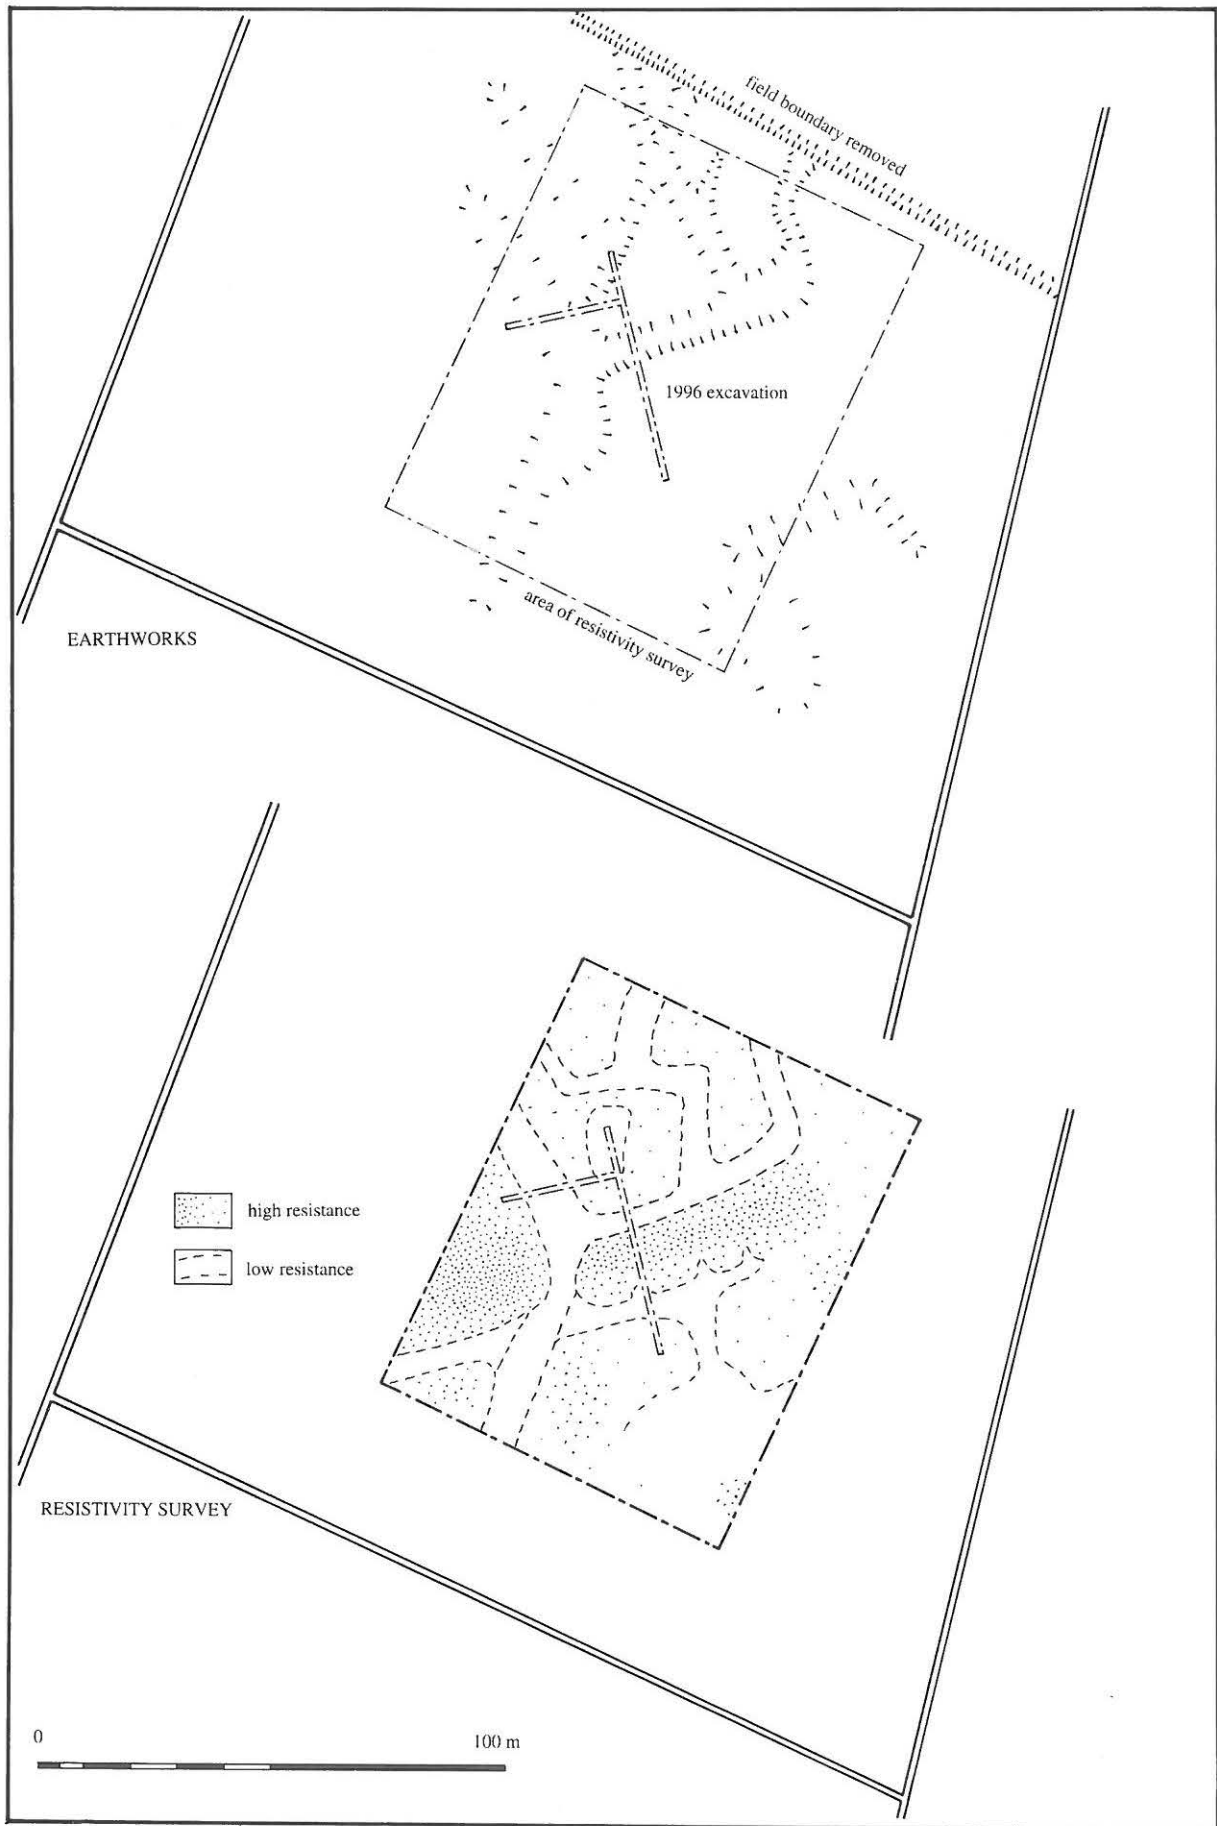 field boundary removed
1996 excavation
area of resistivity survey
EARTHWORKS
high resistance
low resistance
RESISTIVITY SURVEY
0
100 m